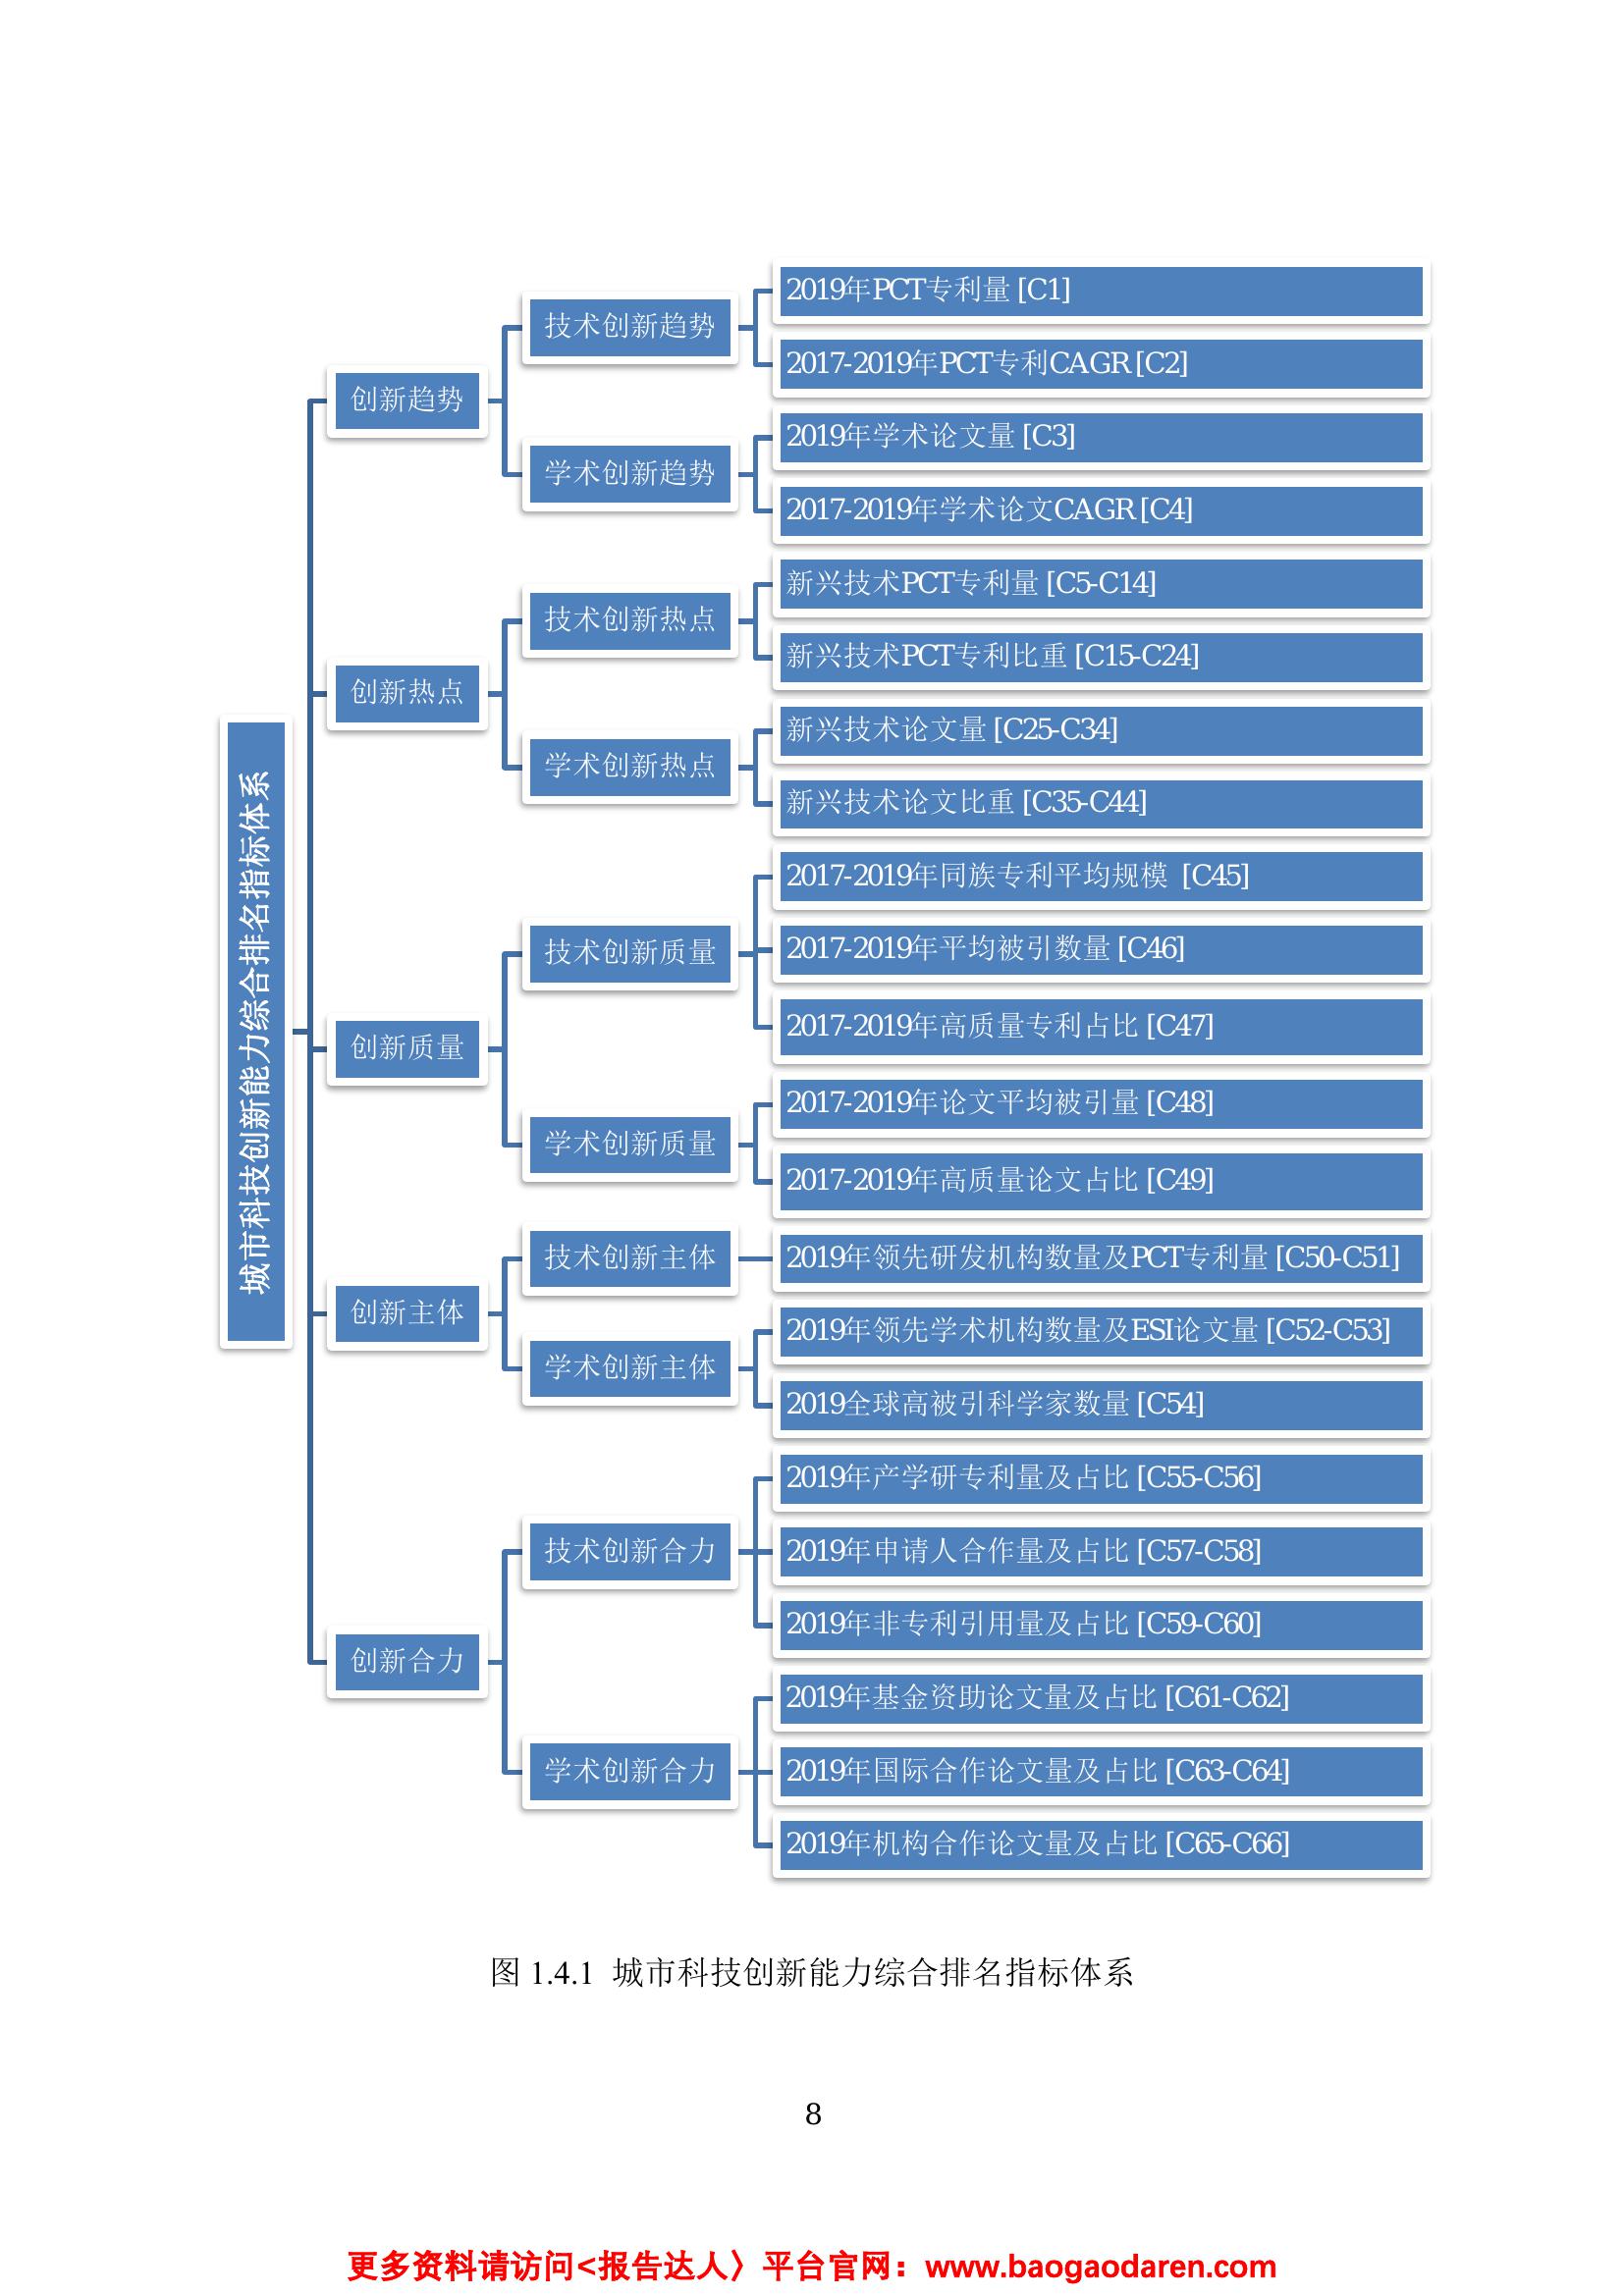 城市科技创新能力综合排名指标体系
创新趋势
技术创新趋势
2019年PCT专利量 [C1]
2017-2019年PCT专利CAGR [C2]
学术创新趋势
2019年学术论文量 [C3]
2017-2019年学术论文CAGR [C4]
创新热点
技术创新热点
新兴技术PCT专利量 [C5-C14]
新兴技术PCT专利比重 [C15-C24]
学术创新热点
新兴技术论文量 [C25-C34]
新兴技术论文比重 [C35-C44]
创新质量
技术创新质量
2017-2019年同族专利平均规模 [C45]
2017-2019年平均被引数量 [C46]
2017-2019年高质量专利占比 [C47]
学术创新质量
2017-2019年论文平均被引量 [C48]
2017-2019年高质量论文占比 [C49]
创新主体
技术创新主体
2019年领先研发机构数量及PCT专利量 [C50-C51]
学术创新主体
2019年领先学术机构数量及ESI论文量 [C52-C53]
2019全球高被引科学家数量 [C54]
创新合力
技术创新合力
2019年产学研专利量及占比 [C55-C56]
2019年申请人合作量及占比 [C57-C58]
2019年非专利引用量及占比 [C59-C60]
学术创新合力
2019年基金资助论文量及占比 [C61-C62]
2019年国际合作论文量及占比 [C63-C64]
2019年机构合作论文量及占比 [C65-C66]
图 1.4.1 城市科技创新能力综合排名指标体系
8
更多资料请访问<报告达人〉平台官网：www.baogaodaren.com